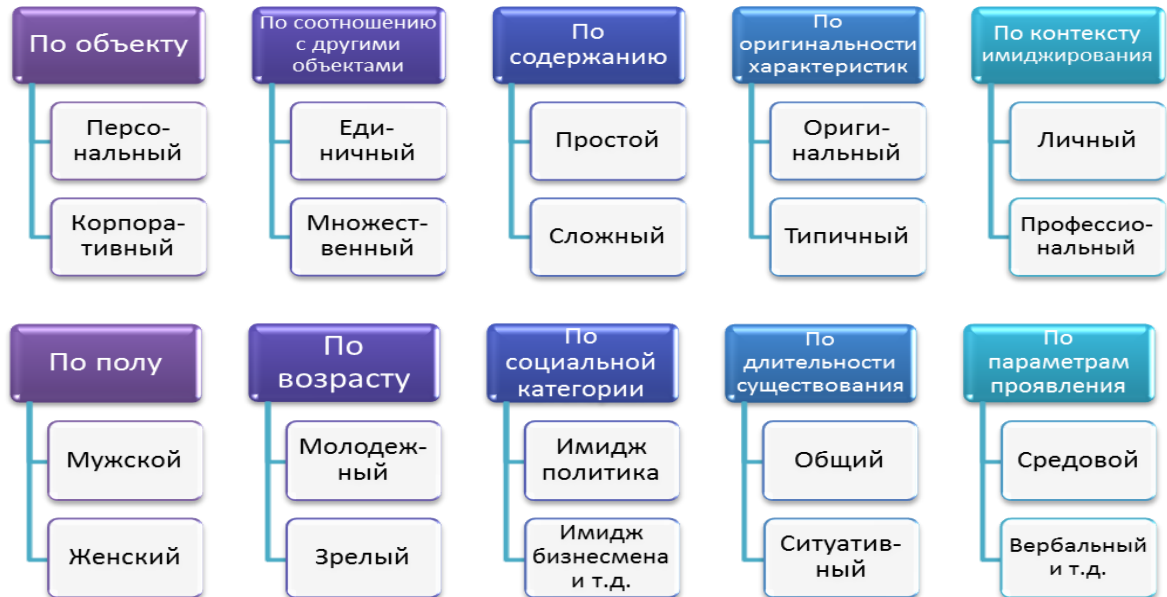 По объекту
Персо-
нальный
Корпора-
тивный
По соотношению
с другими
объектами
Еди-
ничный
Множест-
венный
По
содержанию
Простой
Сложный
По
оригинальности
характеристик
Ориги-
нальный
Типичный
По контексту
имиджирования
Личный
Профессио-
нальный
По полу
Мужской
Женский
По
возрасту
Молодеж-
ный
Зрелый
По
социальной
категории
Имидж
политика
Имидж
бизнесмена
и т.д.
По
длительности
существования
Общий
Ситуатив-
ный
По
параметрам
проявления
Средовой
Вербальный
и т.д.